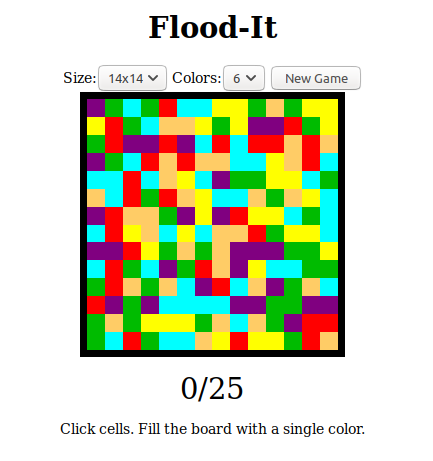 Flood-It
Size: 14x14 Colors: 6 New Game
0/25
Click cells. Fill the board with a single color.